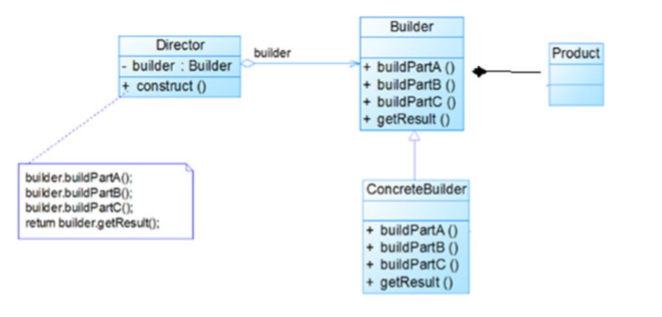 Director
- builder : Builder
+ construct ()
builder
Builder
+ buildPartA ()
+ buildPartB ()
+ buildPartC ()
+ getResult ()
Product
builder.buildPartA();
builder.buildPartB();
builder.buildPartC();
return builder.getResult();
ConcreteBuilder
+ buildPartA ()
+ buildPartB ()
+ buildPartC ()
+ getResult ()